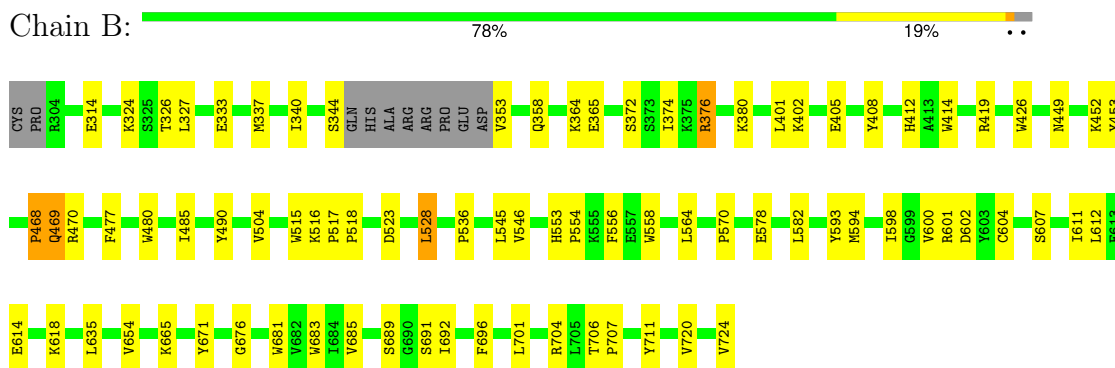 Chain B:
78% 19% • •
CYS PRO R304 E314 K324 S325 T326 L327 E333 M337 I340 S344 GLN HIS ALA ARG ARG PRO GLU ASP V353 Q358 K364 E365 S372 S373 I374 K375 R376 K380 L401 K402 E405 Y408 H412 A413 W414 R419 W426 N449 K452 Y453
P468 Q469 R470 F477 W480 I485 Y490 V504 W515 K516 P517 P518 D523 L528 P536 L545 V546 H553 P554 K555 F556 E557 W558 L564 P570 E578 L582 Y593 M594 I598 G599 V600 R601 D602 Y603 C604 S607 I611 L612 E613
E614 K618 L635 V654 K665 Y671 G676 W681 V682 W683 I684 V685 S689 G690 S691 I692 F696 L701 R704 L705 T706 P707 Y711 V720 V724